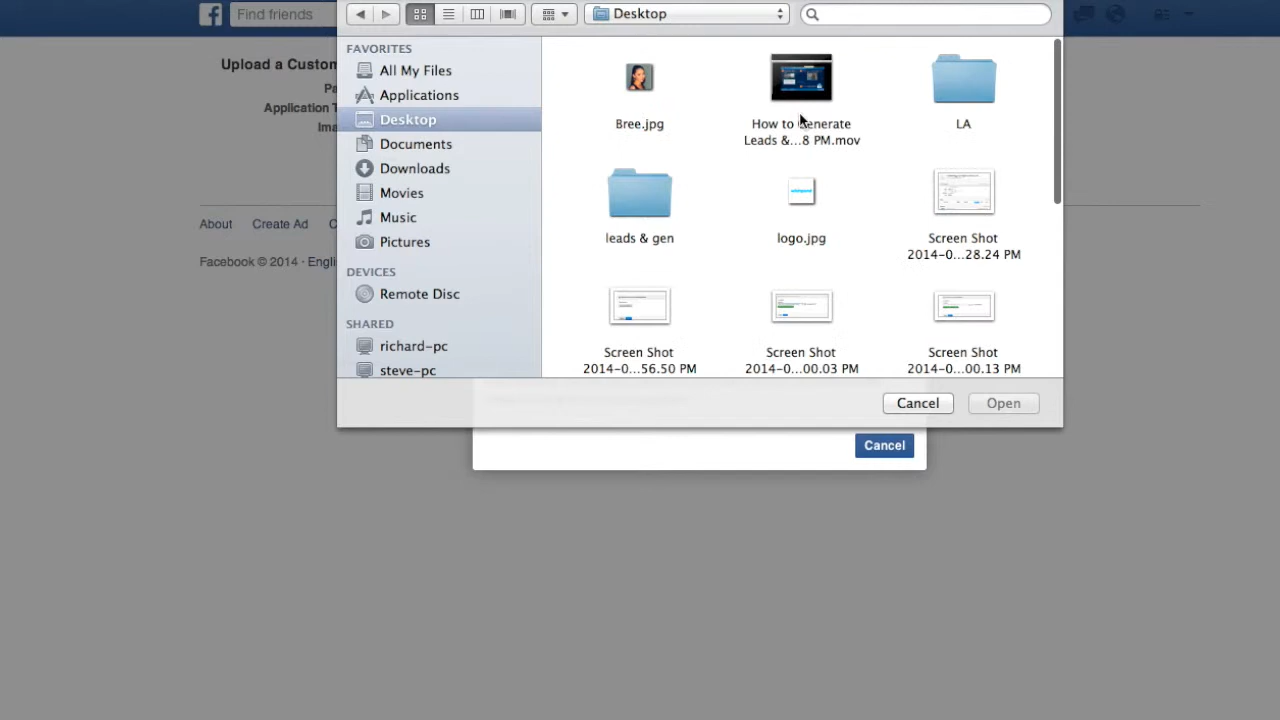 Find friends
Desktop
Upload a Custom
Pa
Application T
Ima
About
Create Ad
C
Facebook © 2014 · Engli
FAVORITES
All My Files
Applications
Desktop
Documents
Downloads
Movies
Music
Pictures
DEVICES
Remote Disc
SHARED
richard-pc
steve-pc
Bree.jpg
How to Generate
Leads &...8 PM.mov
LA
leads & gen
logo.jpg
Screen Shot
2014-0...28.24 PM
Screen Shot
2014-0...56.50 PM
Screen Shot
2014-0...00.03 PM
Screen Shot
2014-0...00.13 PM
Cancel
Open
Cancel